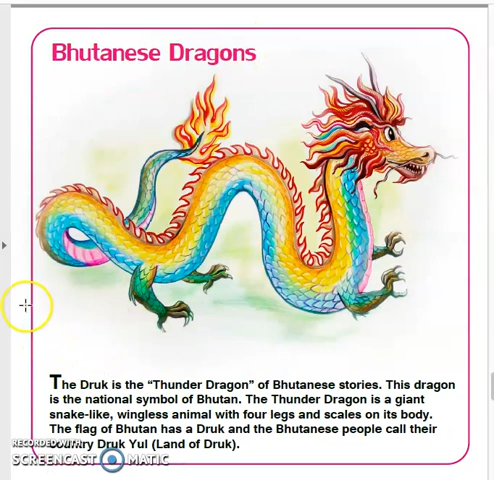 Bhutanese Dragons
The Druk is the “Thunder Dragon” of Bhutanese stories. This dragon
is the national symbol of Bhutan. The Thunder Dragon is a giant
snake-like, wingless animal with four legs and scales on its body.
The flag of Bhutan has a Druk and the Bhutanese people call their
country Druk Yul (Land of Druk).
RECORDED WITH
SCREENCAST MATIC